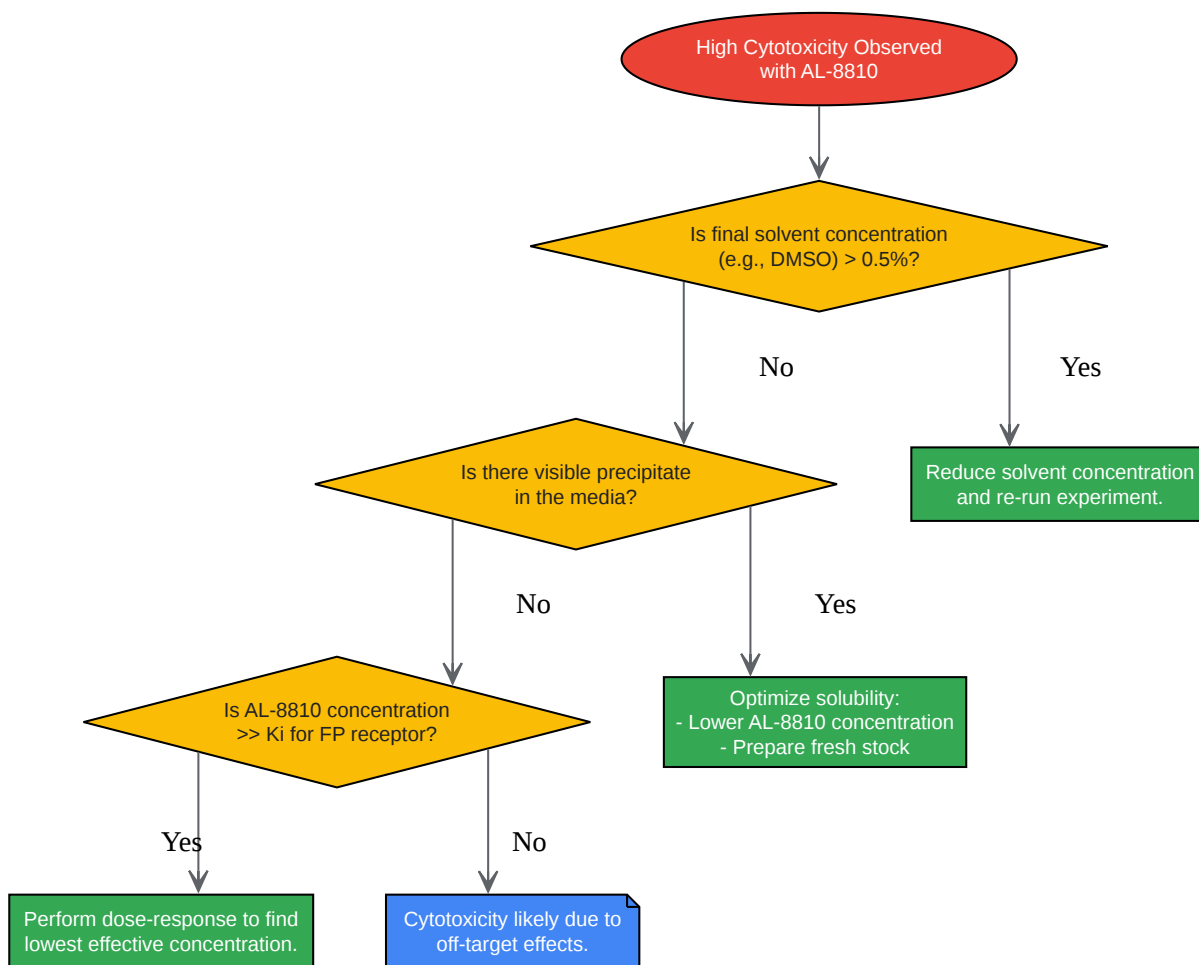 High Cytotoxicity Observed
with AL-8810
Is final solvent concentration
(e.g., DMSO) > 0.5%?
No
Yes
Is there visible precipitate
in the media?
Reduce solvent concentration
and re-run experiment.
No
Yes
Is AL-8810 concentration
>> Ki for FP receptor?
Optimize solubility:
- Lower AL-8810 concentration
- Prepare fresh stock
Yes
No
Perform dose-response to find
lowest effective concentration.
Cytotoxicity likely due to
off-target effects.